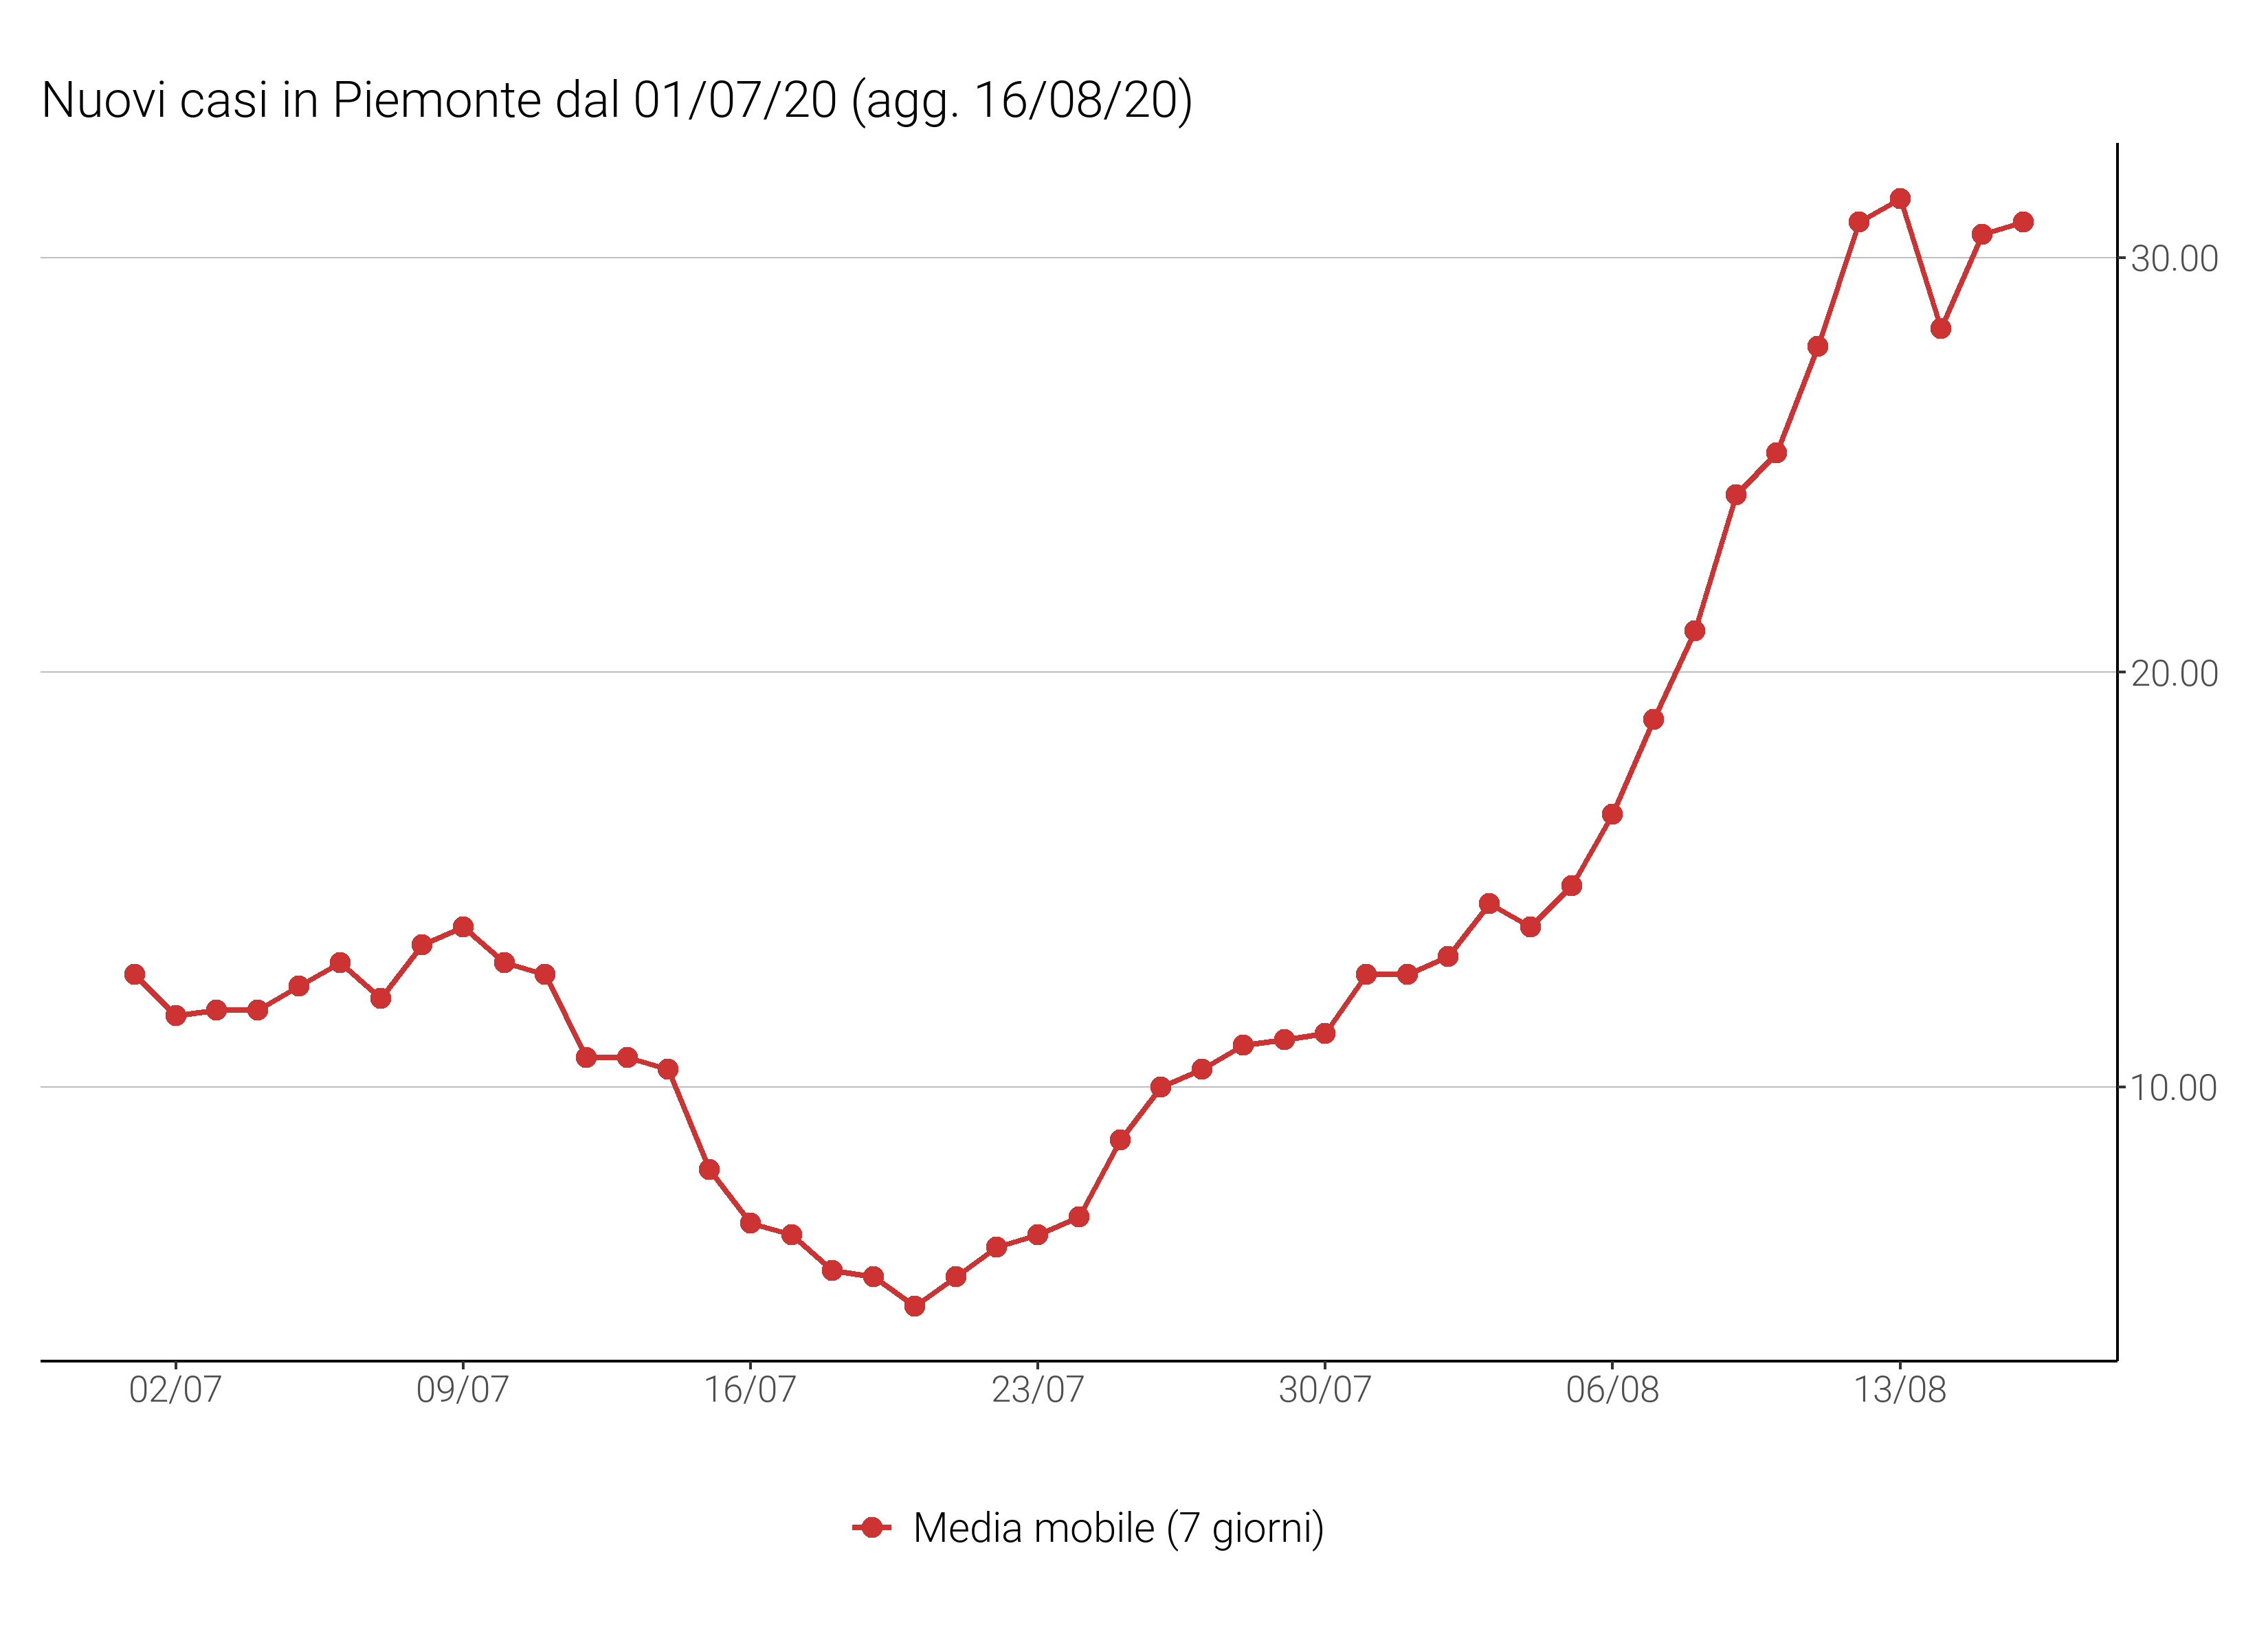 Nuovi casi in Piemonte dal 01/07/20 (agg. 16/08/20)
30.00
20.00
10.00
02/07 09/07 16/07 23/07 30/07 06/08 13/08
Media mobile (7 giorni)